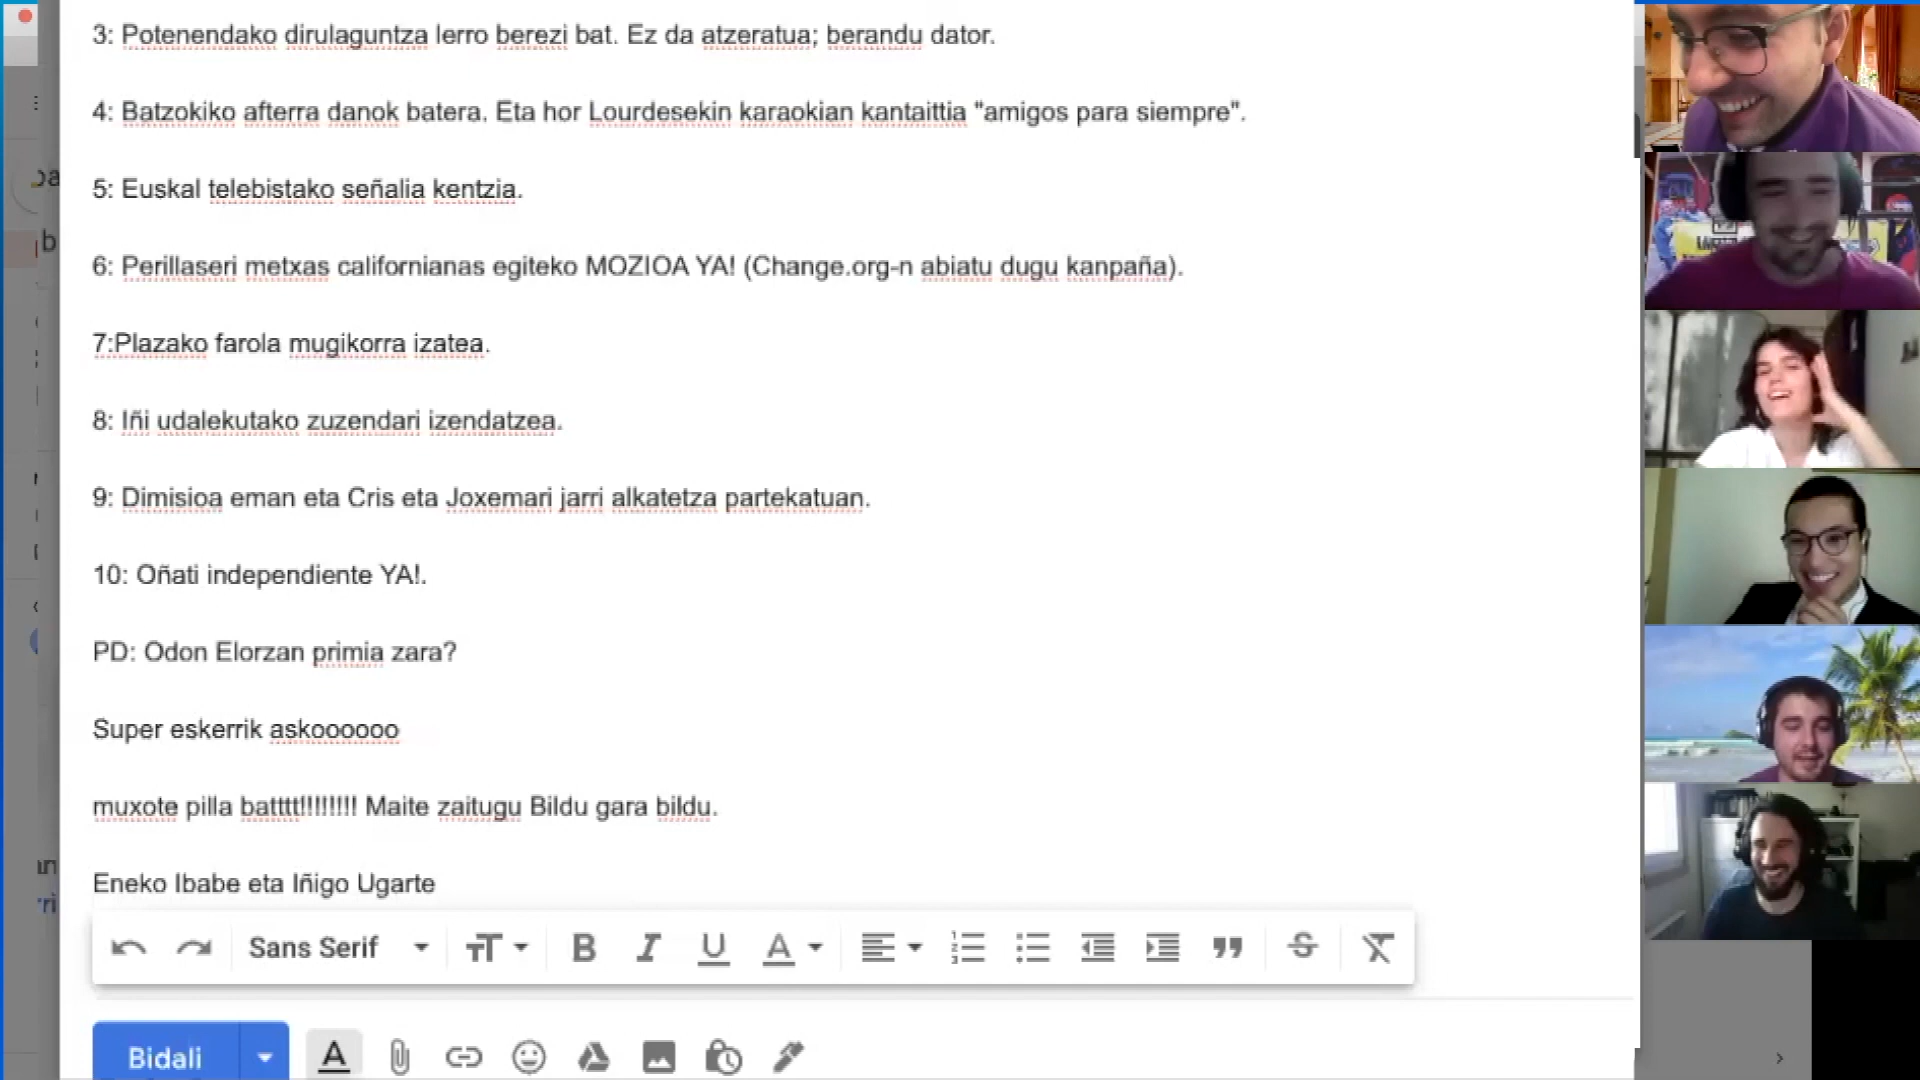 3: Potenendako dirulaguntza lerro berezi bat. Ez da atzeratua; berandu dator.
4: Batzokiko afterra danok batera. Eta hor Lourdesekin karaokian kantaittia "amigos para siempre".
5: Euskal telebistako señalia kentzia.
6: Perillaseri metxas californianas egiteko MOZIOA YA! (Change.org-n abiatu dugu kanpaña).
7:Plazako farola mugikorra izatea.
8: Iñi udalekutako zuzendari izendatzea.
9: Dimisioa eman eta Cris eta Joxemari jarri alkatetza partekatuan.
10: Oñati independiente YA!.
PD: Odon Elorzan primia zara?
Super eskerrik askoooooo
muxote pilla batttt!!!!!!!! Maite zaitugu Bildu gara bildu.
Eneko Ibabe eta Iñigo Ugarte
Sans Serif
Bidali